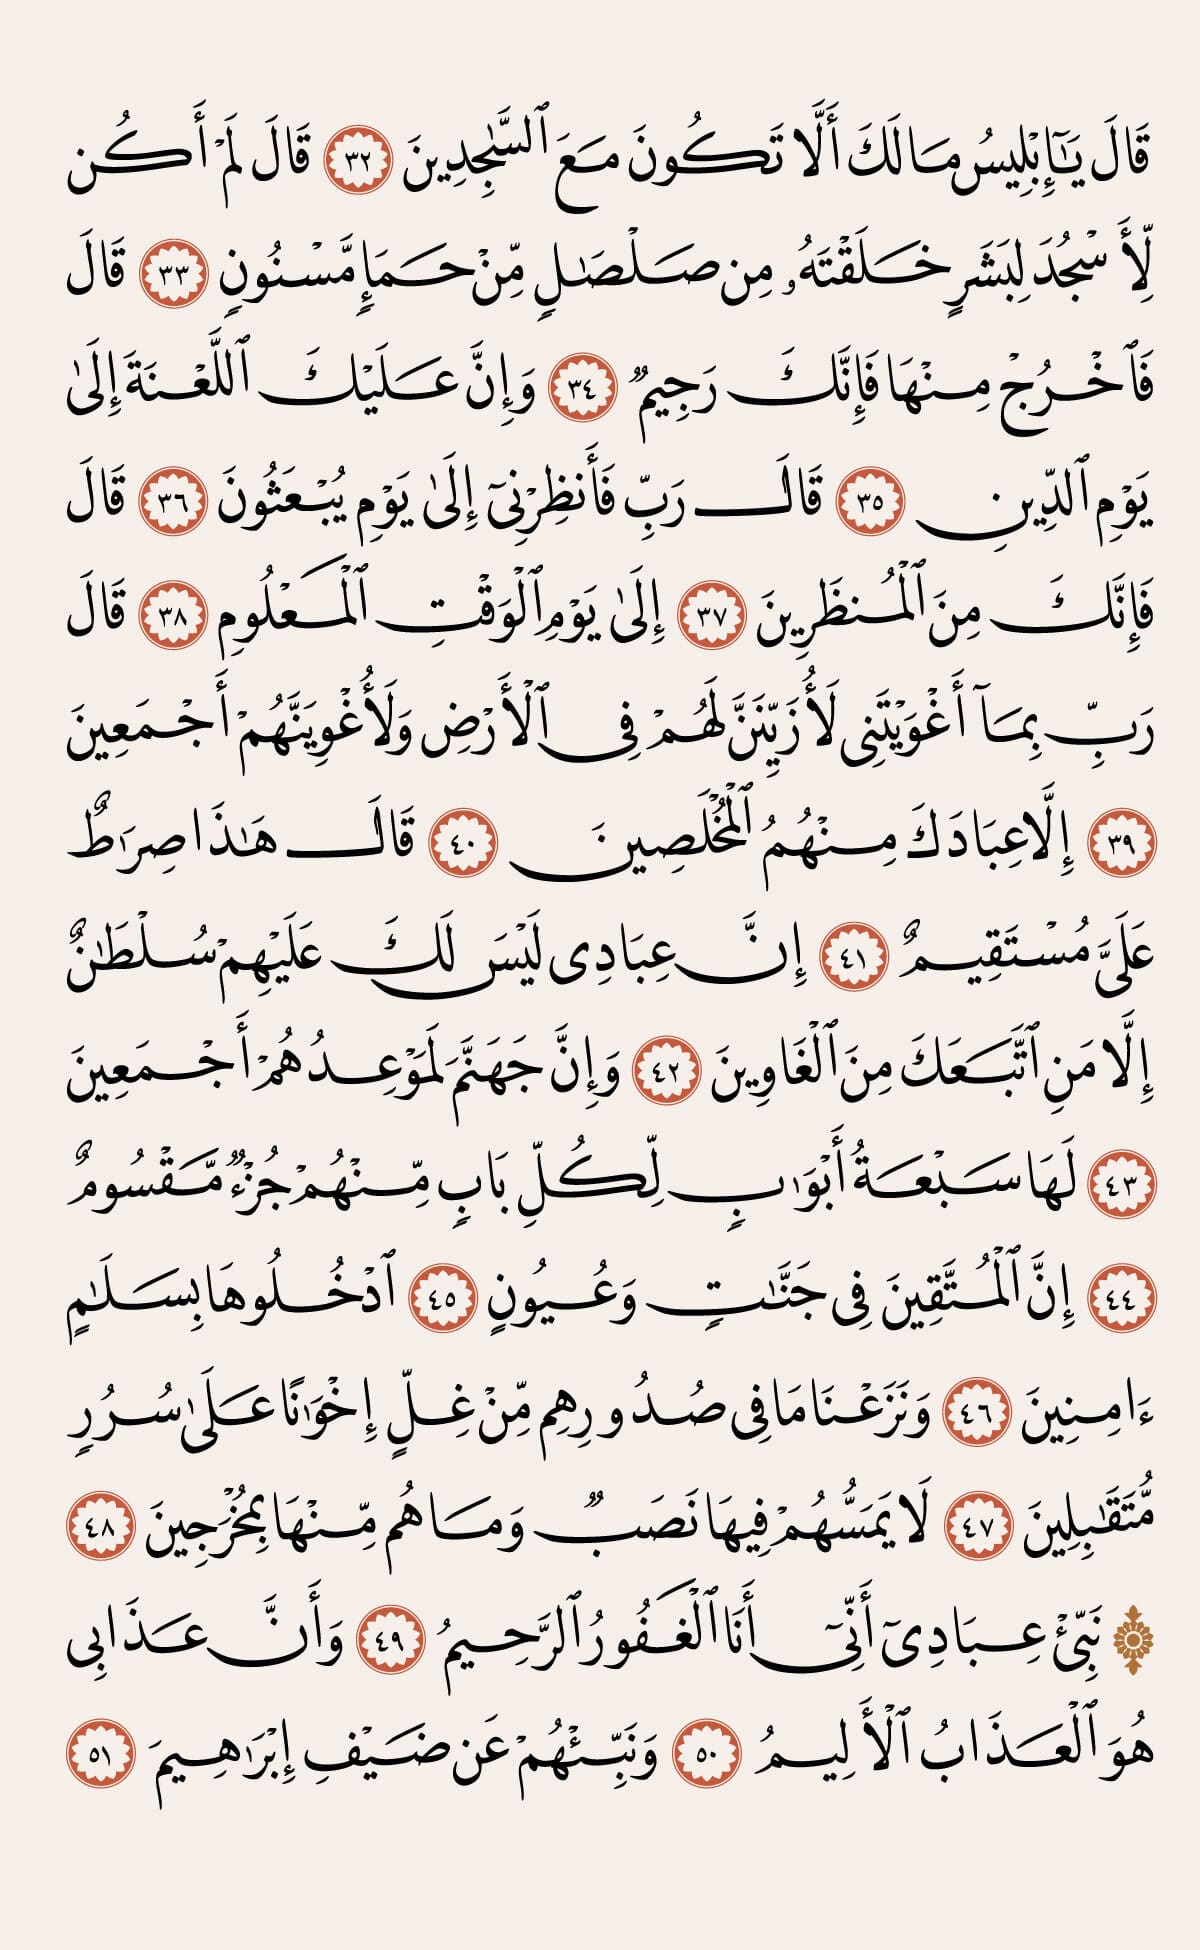 قَالَ يَٰٓإِبْلِيسُ مَا لَكَ أَلَّا تَكُونَ مَعَ ٱلسَّٰجِدِينَ ٣٢ قَالَ لَمْ أَكُن
لِّأَسْجُدَ لِبَشَرٍ خَلَقْتَهُۥ مِن صَلْصَٰلٍ مِّنْ حَمَإٍ مَّسْنُونٍ ٣٣ قَالَ
فَٱخْرُجْ مِنْهَا فَإِنَّكَ رَجِيمٌ ٣٤ وَإِنَّ عَلَيْكَ ٱللَّعْنَةَ إِلَىٰ
يَوْمِ ٱلدِّينِ ٣٥ قَالَ رَبِّ فَأَنظِرْنِىٓ إِلَىٰ يَوْمِ يُبْعَثُونَ ٣٦ قَالَ
فَإِنَّكَ مِنَ ٱلْمُنظَرِينَ ٣٧ إِلَىٰ يَوْمِ ٱلْوَقْتِ ٱلْمَعْلُومِ ٣٨ قَالَ
رَبِّ بِمَآ أَغْوَيْتَنِى لَأُزَيِّنَنَّ لَهُمْ فِى ٱلْأَرْضِ وَلَأُغْوِيَنَّهُمْ أَجْمَعِينَ
٣٩ إِلَّا عِبَادَكَ مِنْهُمُ ٱلْمُخْلَصِينَ ٤٠ قَالَ هَٰذَا صِرَٰطٌ
عَلَىَّ مُسْتَقِيمٌ ٤١ إِنَّ عِبَادِى لَيْسَ لَكَ عَلَيْهِمْ سُلْطَٰنٌ
إِلَّا مَنِ ٱتَّبَعَكَ مِنَ ٱلْغَاوِينَ ٤٢ وَإِنَّ جَهَنَّمَ لَمَوْعِدُهُمْ أَجْمَعِينَ
٤٣ لَهَا سَبْعَةُ أَبْوَٰبٍ لِّكُلِّ بَابٍ مِّنْهُمْ جُزْءٌ مَّقْسُومٌ
٤٤ إِنَّ ٱلْمُتَّقِينَ فِى جَنَّٰتٍ وَعُيُونٍ ٤٥ ٱدْخُلُوهَا بِسَلَٰمٍ
ءَامِنِينَ ٤٦ وَنَزَعْنَا مَا فِى صُدُورِهِم مِّنْ غِلٍّ إِخْوَٰنًا عَلَىٰ سُرُرٍ
مُّتَقَٰبِلِينَ ٤٧ لَا يَمَسُّهُمْ فِيهَا نَصَبٌ وَمَا هُم مِّنْهَا بِمُخْرَجِينَ ٤٨
۞ نَبِّئْ عِبَادِىٓ أَنِّىٓ أَنَا ٱلْغَفُورُ ٱلرَّحِيمُ ٤٩ وَأَنَّ عَذَابِى
هُوَ ٱلْعَذَابُ ٱلْأَلِيمُ ٥٠ وَنَبِّئْهُمْ عَن ضَيْفِ إِبْرَٰهِيمَ ٥١